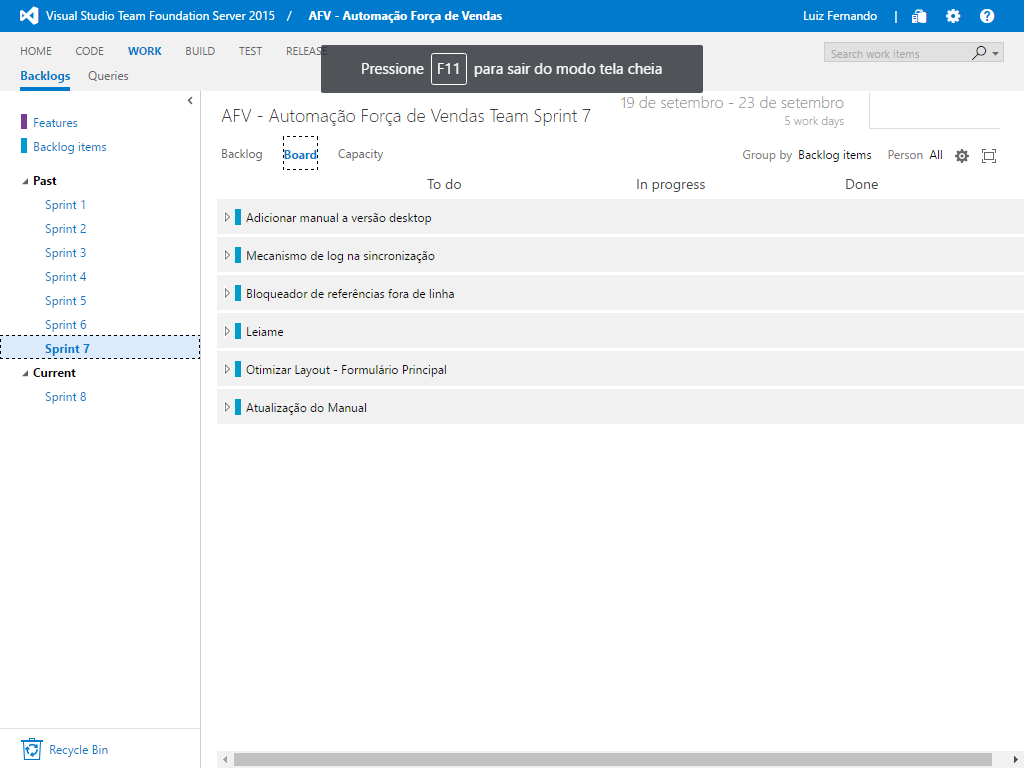 Visual Studio Team Foundation Server 2015 / AFV - Automação Força de Vendas Luiz Fernando |
HOME CODE WORK BUILD TEST RELEASE
Pressione F11 para sair do modo tela cheia
Search work items
Backlogs Queries
Features
Backlog items
Past
Sprint 1
Sprint 2
Sprint 3
Sprint 4
Sprint 5
Sprint 6
Sprint 7
Current
Sprint 8
Recycle Bin
AFV - Automação Força de Vendas Team Sprint 7
19 de setembro - 23 de setembro
5 work days
Backlog Board Capacity
Group by Backlog items Person All
To do In progress Done
Adicionar manual a versão desktop
Mecanismo de log na sincronização
Bloqueador de referências fora de linha
Leiame
Otimizar Layout - Formulário Principal
Atualização do Manual